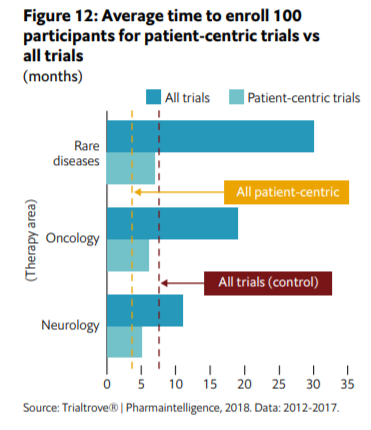 Figure 12: Average time to enroll 100
participants for patient-centric trials vs
all trials
(months)
All trials
Patient-centric trials
Rare
diseases
All patient-centric
(Therapy area)
Oncology
All trials (control)
Neurology
0 5 10 15 20 25 30 35
Source: Trialtrove® | Pharmaintelligence, 2018. Data: 2012-2017.